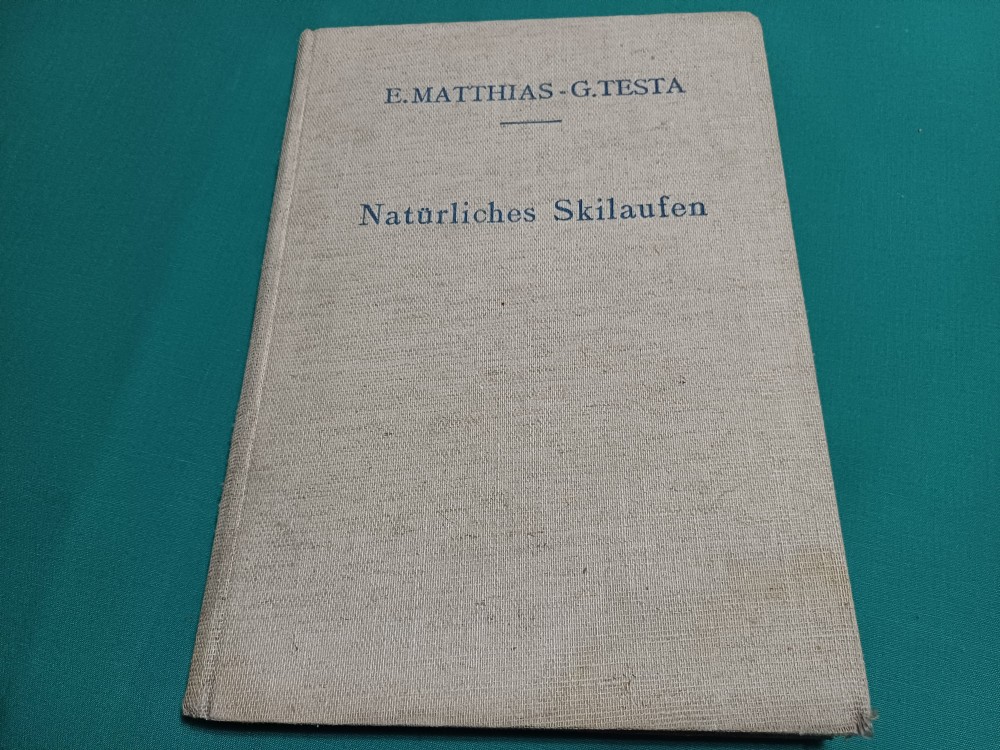 E. MATTHIAS - G. TESTA
Natürliches Skilaufen